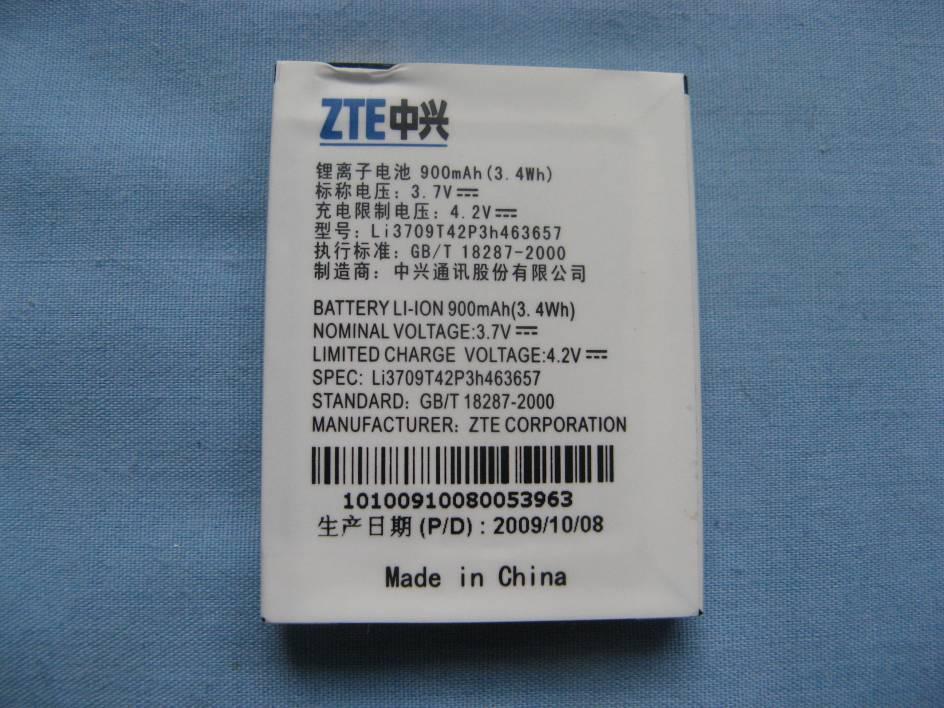 ZTE中兴
锂离子电池 900mAh(3.4Wh)
标称电压: 3.7V⎓
充电限制电压: 4.2V⎓
型号: Li3709T42P3h463657
执行标准: GB/T 18287-2000
制造商: 中兴通讯股份有限公司
BATTERY LI-ION 900mAh(3.4Wh)
NOMINAL VOLTAGE:3.7V⎓
LIMITED CHARGE VOLTAGE:4.2V⎓
SPEC: Li3709T42P3h463657
STANDARD: GB/T 18287-2000
MANUFACTURER: ZTE CORPORATION
10100910080053963
生产日期 (P/D) : 2009/10/08
Made in China